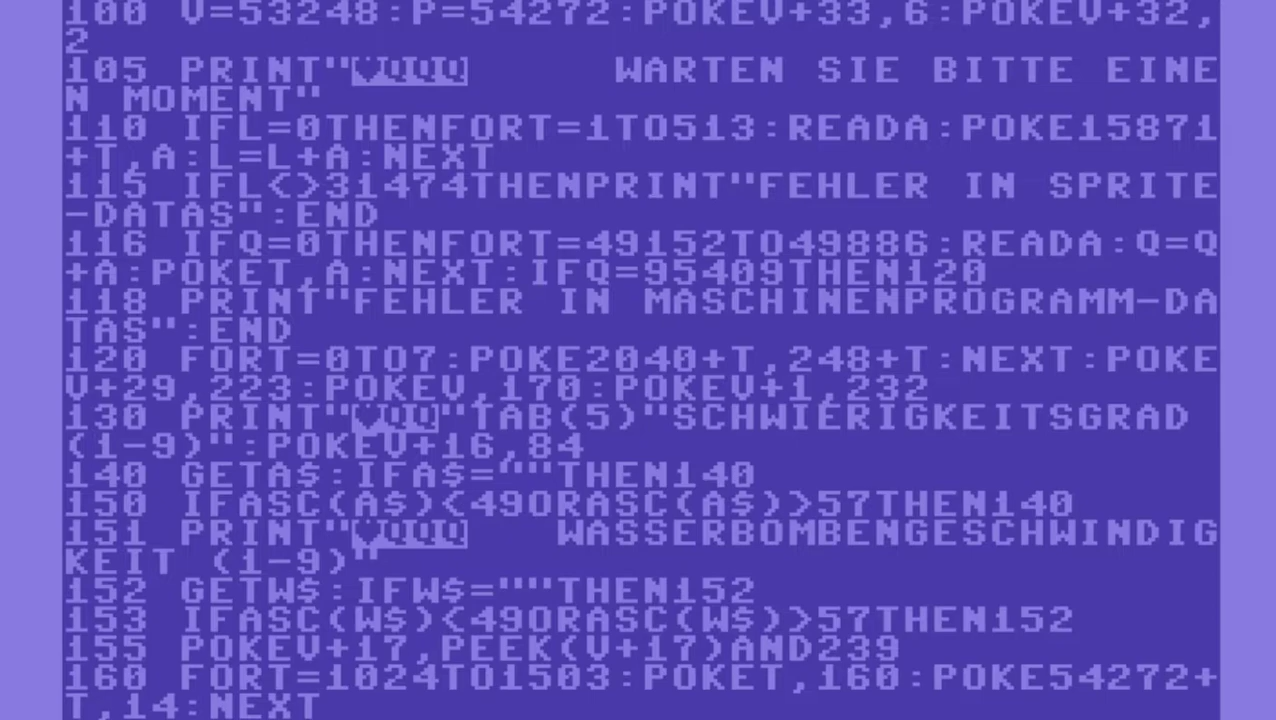 100 V=53248:P=54272:POKEV+33,6:POKEV+32,
2
105 PRINT"♥QQQ     WARTEN SIE BITTE EINE
N MOMENT"
110 IFL=0THENFORT=1TO513:READA:POKE15871
+T,A:L=L+A:NEXT
115 IFL<>31474THENPRINT"FEHLER IN SPRITE
-DATAS":END
116 IFQ=0THENFORT=49152TO49886:READA:Q=Q
+A:POKET,A:NEXT:IFQ=95409THEN120
118 PRINT"FEHLER IN MASCHINENPROGRAMM-DA
TAS":END
120 FORT=0TO7:POKE2040+T,248+T:NEXT:POKE
V+29,223:POKEV,170:POKEV+1,232
130 PRINT"♥QQ"TAB(5)"SCHWIERIGKEITSGRAD
(1-9)":POKEV+16,84
140 GETA$:IFA$=""THEN140
150 IFASC(A$)<49ORASC(A$)>57THEN140
151 PRINT"♥QQQ   WASSERBOMBENGESCHWINDIG
KEIT (1-9)"
152 GETW$:IFW$=""THEN152
153 IFASC(W$)<49ORASC(W$)>57THEN152
155 POKEV+17,PEEK(V+17)AND239
160 FORT=1024TO1503:POKET,160:POKE54272+
T,14:NEXT